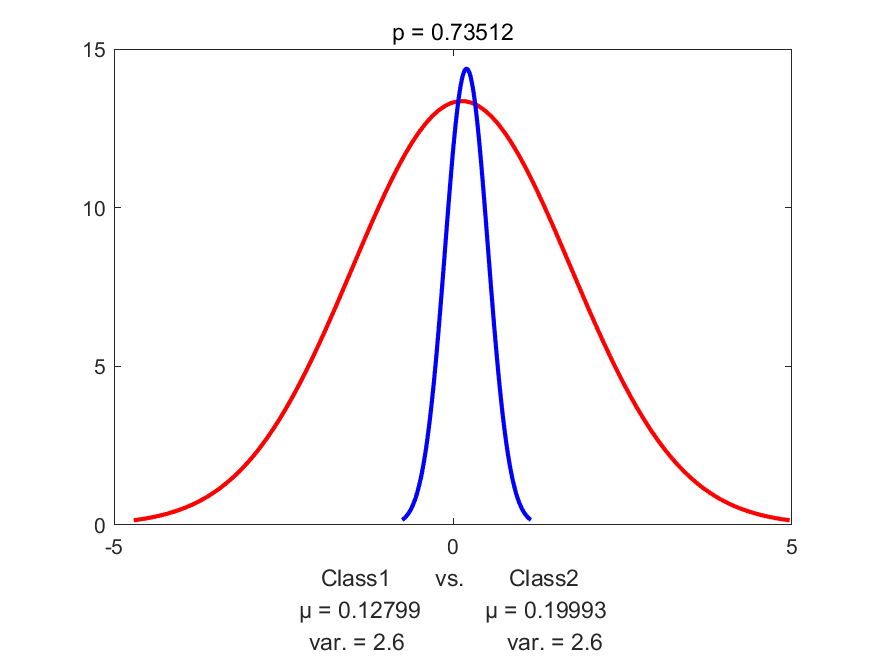 p = 0.73512
15
10
5
0
-5 0 5
Class1 vs. Class2
μ = 0.12799 μ = 0.19993
var. = 2.6 var. = 2.6